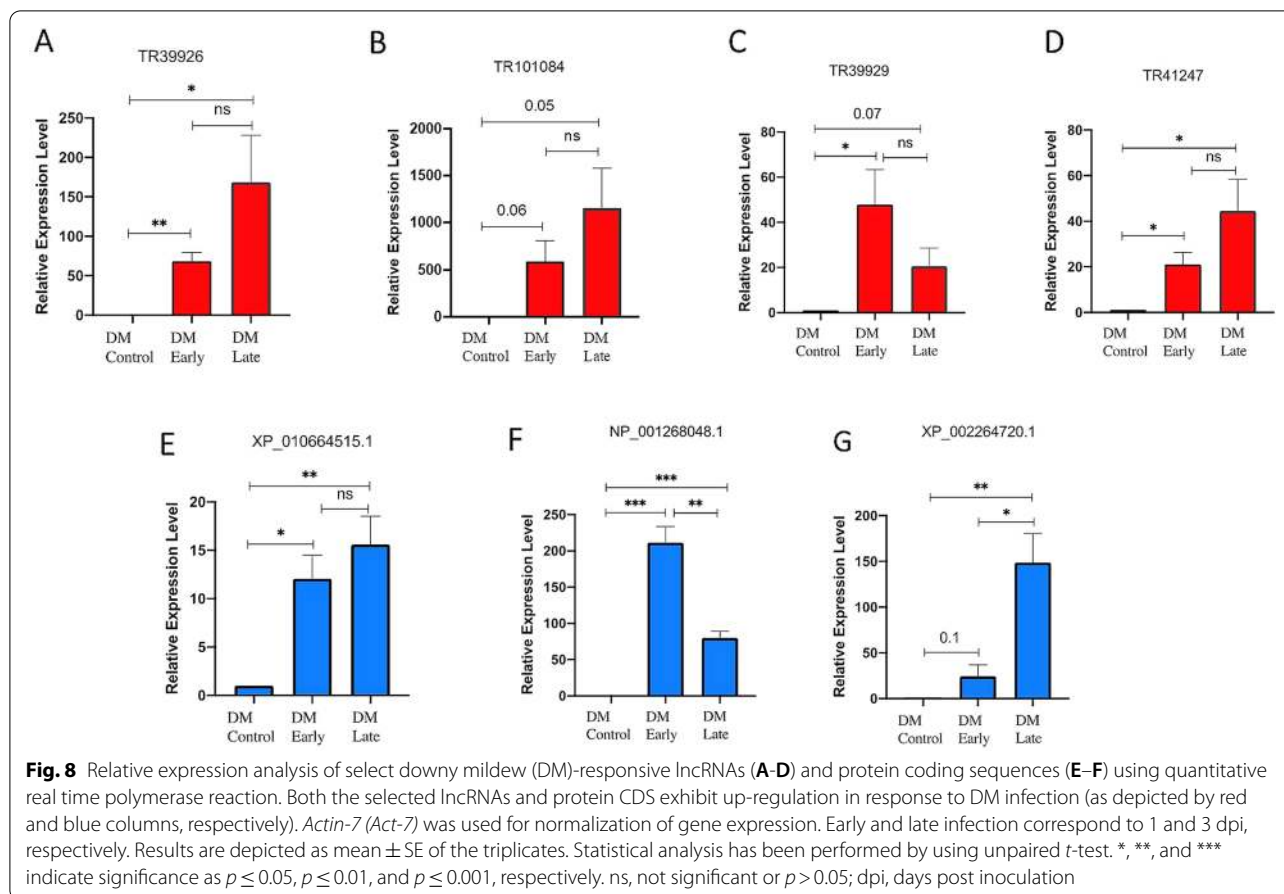 A
TR39926
*
ns
**
Relative Expression Level
250
200
150
100
50
0
DM Control
DM Early
DM Late
B
TR101084
0.05
ns
0.06
Relative Expression Level
2000
1500
1000
500
0
DM Control
DM Early
DM Late
C
TR39929
0.07
*
ns
Relative Expression Level
80
60
40
20
0
DM Control
DM Early
DM Late
D
TR41247
*
ns
*
Relative Expression Level
80
60
40
20
0
DM Control
DM Early
DM Late
E
XP_010664515.1
**
ns
*
Relative Expression Level
20
15
10
5
0
DM Control
DM Early
DM Late
F
NP_001268048.1
***
***
**
Relative Expression Level
250
200
150
100
50
0
DM Control
DM Early
DM Late
G
XP_002264720.1
**
*
0.1
Relative Expression Level
200
150
100
50
0
DM Control
DM Early
DM Late
Fig. 8 Relative expression analysis of select downy mildew (DM)-responsive lncRNAs (A-D) and protein coding sequences (E–F) using quantitative
real time polymerase reaction. Both the selected lncRNAs and protein CDS exhibit up-regulation in response to DM infection (as depicted by red
and blue columns, respectively). Actin-7 (Act-7) was used for normalization of gene expression. Early and late infection correspond to 1 and 3 dpi,
respectively. Results are depicted as mean ± SE of the triplicates. Statistical analysis has been performed by using unpaired t-test. *, **, and ***
indicate significance as p ≤ 0.05, p ≤ 0.01, and p ≤ 0.001, respectively. ns, not significant or p > 0.05; dpi, days post inoculation